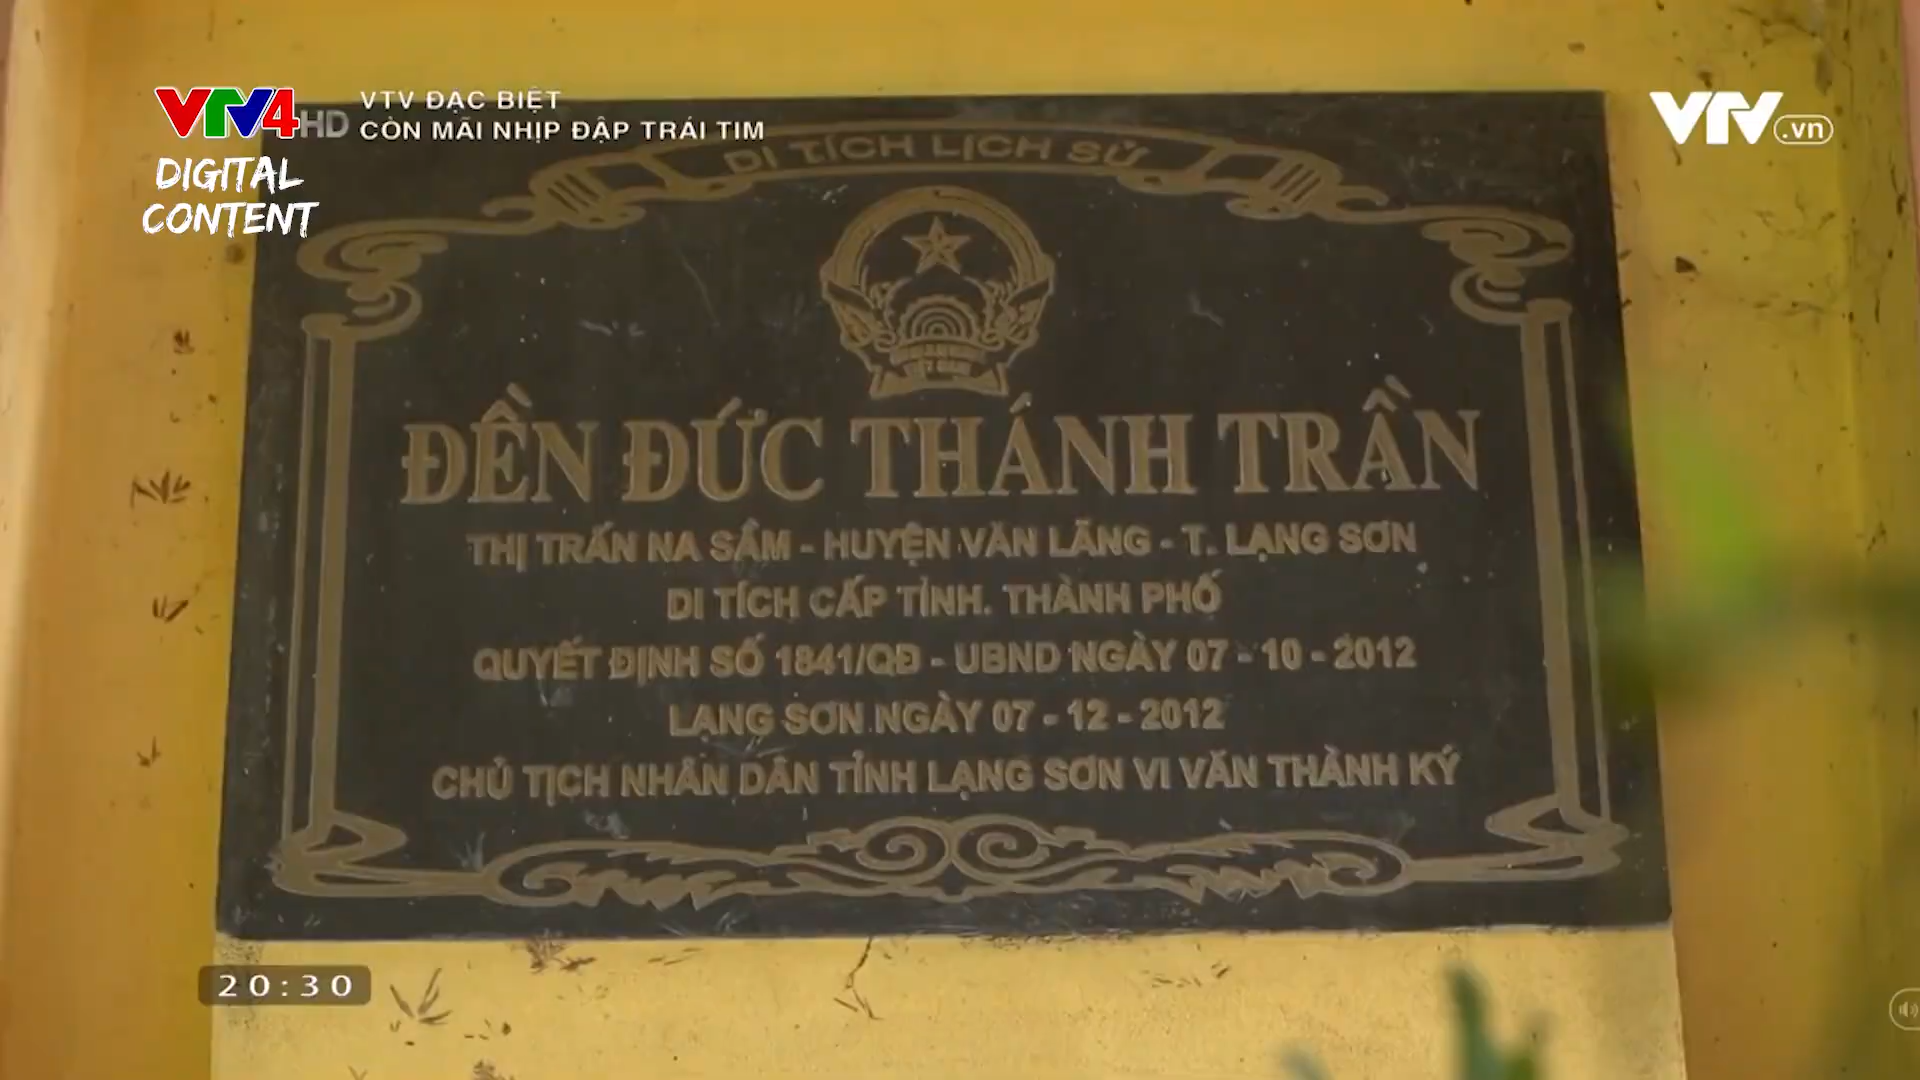 VTV4 HD
DIGITAL
CONTENT
VTV ĐẶC BIỆT
CÒN MÃI NHỊP ĐẬP TRÁI TIM
VTV.vn
DI TÍCH LỊCH SỬ
VIỆT NAM
ĐỀN ĐỨC THÁNH TRẦN
THỊ TRẤN NA SẦM - HUYỆN VĂN LÃNG - T. LẠNG SƠN
DI TÍCH CẤP TỈNH. THÀNH PHỐ
QUYẾT ĐỊNH SỐ 1841/QĐ - UBND NGÀY 07 - 10 - 2012
LẠNG SƠN NGÀY 07 - 12 - 2012
CHỦ TỊCH NHÂN DÂN TỈNH LẠNG SƠN VI VĂN THÀNH KÝ
20:30